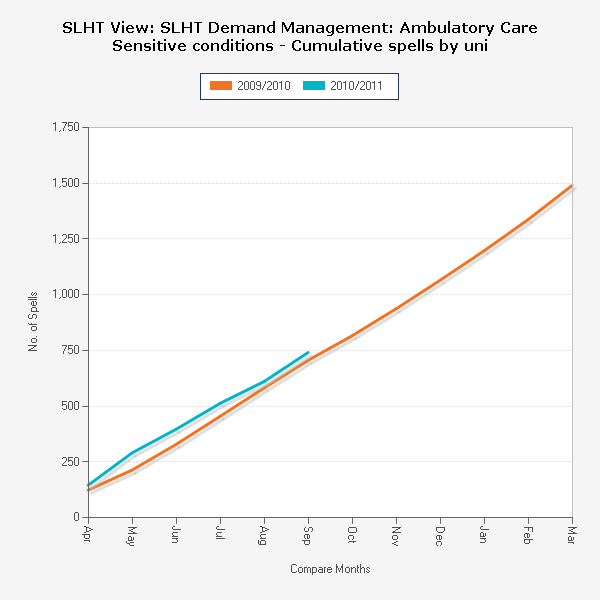 SLHT View: SLHT Demand Management: Ambulatory Care
Sensitive conditions - Cumulative spells by uni
2009/2010 2010/2011
1,750
1,500
1,250
1,000
750
500
250
0
No. of Spells
Apr May Jun Jul Aug Sep Oct Nov Dec Jan Feb Mar
Compare Months